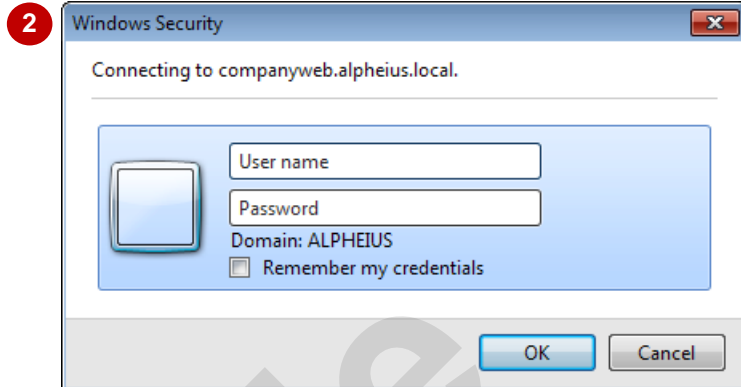 2
Windows Security
Connecting to companyweb.alpheius.local.
User name
Password
Domain: ALPHEIUS
Remember my credentials
OK Cancel